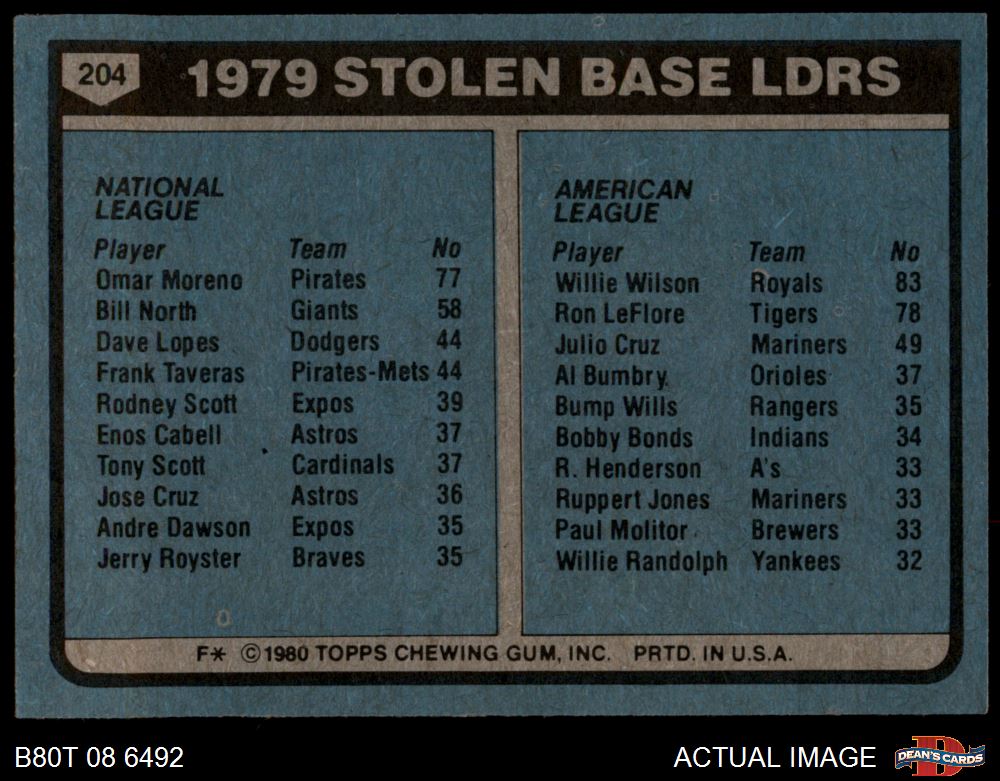 204
1979 STOLEN BASE LDRS
NATIONAL
LEAGUE
Player Team No
Omar Moreno Pirates 77
Bill North Giants 58
Dave Lopes Dodgers 44
Frank Taveras Pirates-Mets 44
Rodney Scott Expos 39
Enos Cabell Astros 37
Tony Scott Cardinals 37
Jose Cruz Astros 36
Andre Dawson Expos 35
Jerry Royster Braves 35
AMERICAN
LEAGUE
Player Team No
Willie Wilson Royals 83
Ron LeFlore Tigers 78
Julio Cruz Mariners 49
Al Bumbry Orioles 37
Bump Wills Rangers 35
Bobby Bonds Indians 34
R. Henderson A's 33
Ruppert Jones Mariners 33
Paul Molitor Brewers 33
Willie Randolph Yankees 32
F* ©1980 TOPPS CHEWING GUM, INC. PRTD. IN U.S.A.
B80T 08 6492
ACTUAL IMAGE
D
DEAN'S CARDS